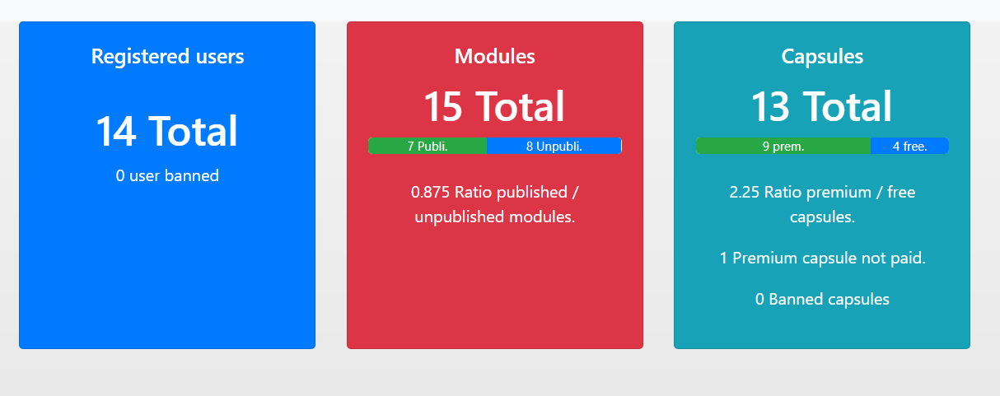 Registered users
14 Total
0 user banned
Modules
15 Total
7 Publi.
8 Unpubli.
0.875 Ratio published /
unpublished modules.
Capsules
13 Total
9 prem.
4 free.
2.25 Ratio premium / free
capsules.
1 Premium capsule not paid.
0 Banned capsules